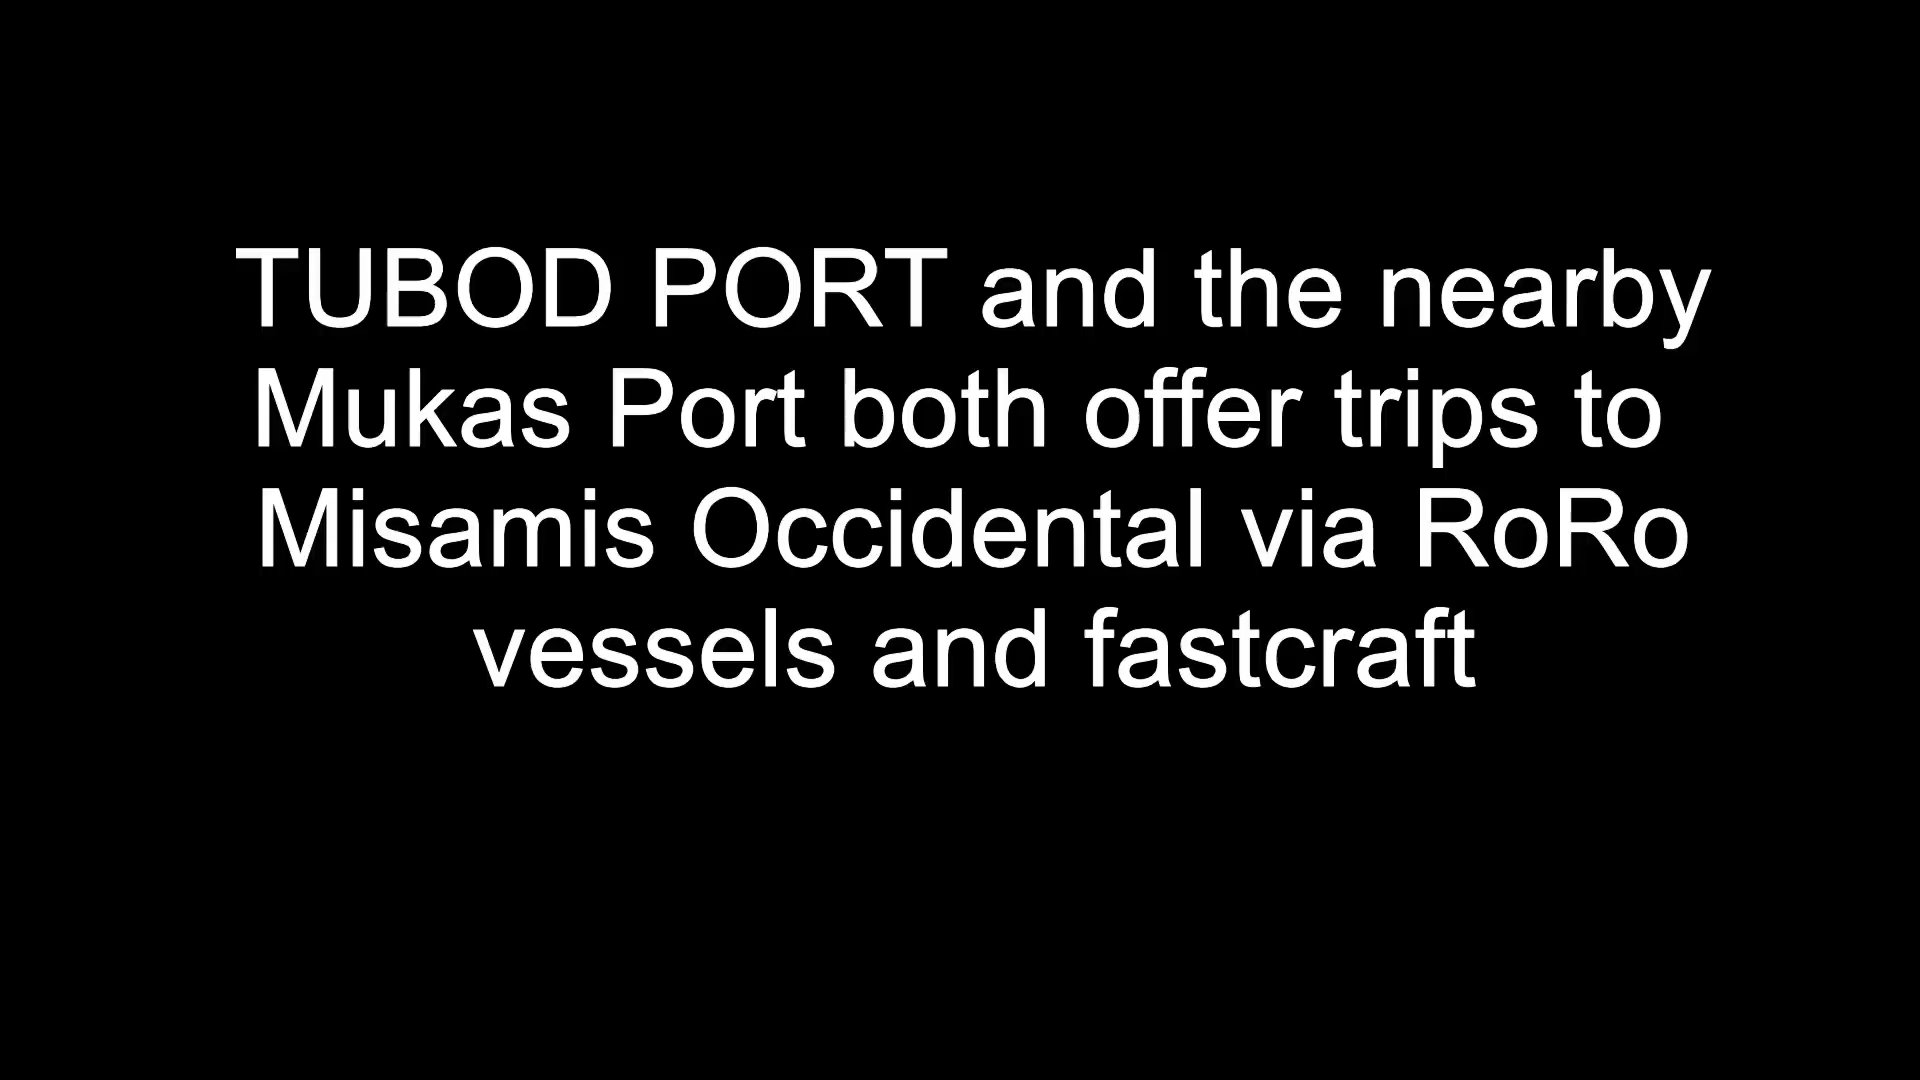 TUBOD PORT and the nearby
Mukas Port both offer trips to
Misamis Occidental via RoRo
vessels and fastcraft